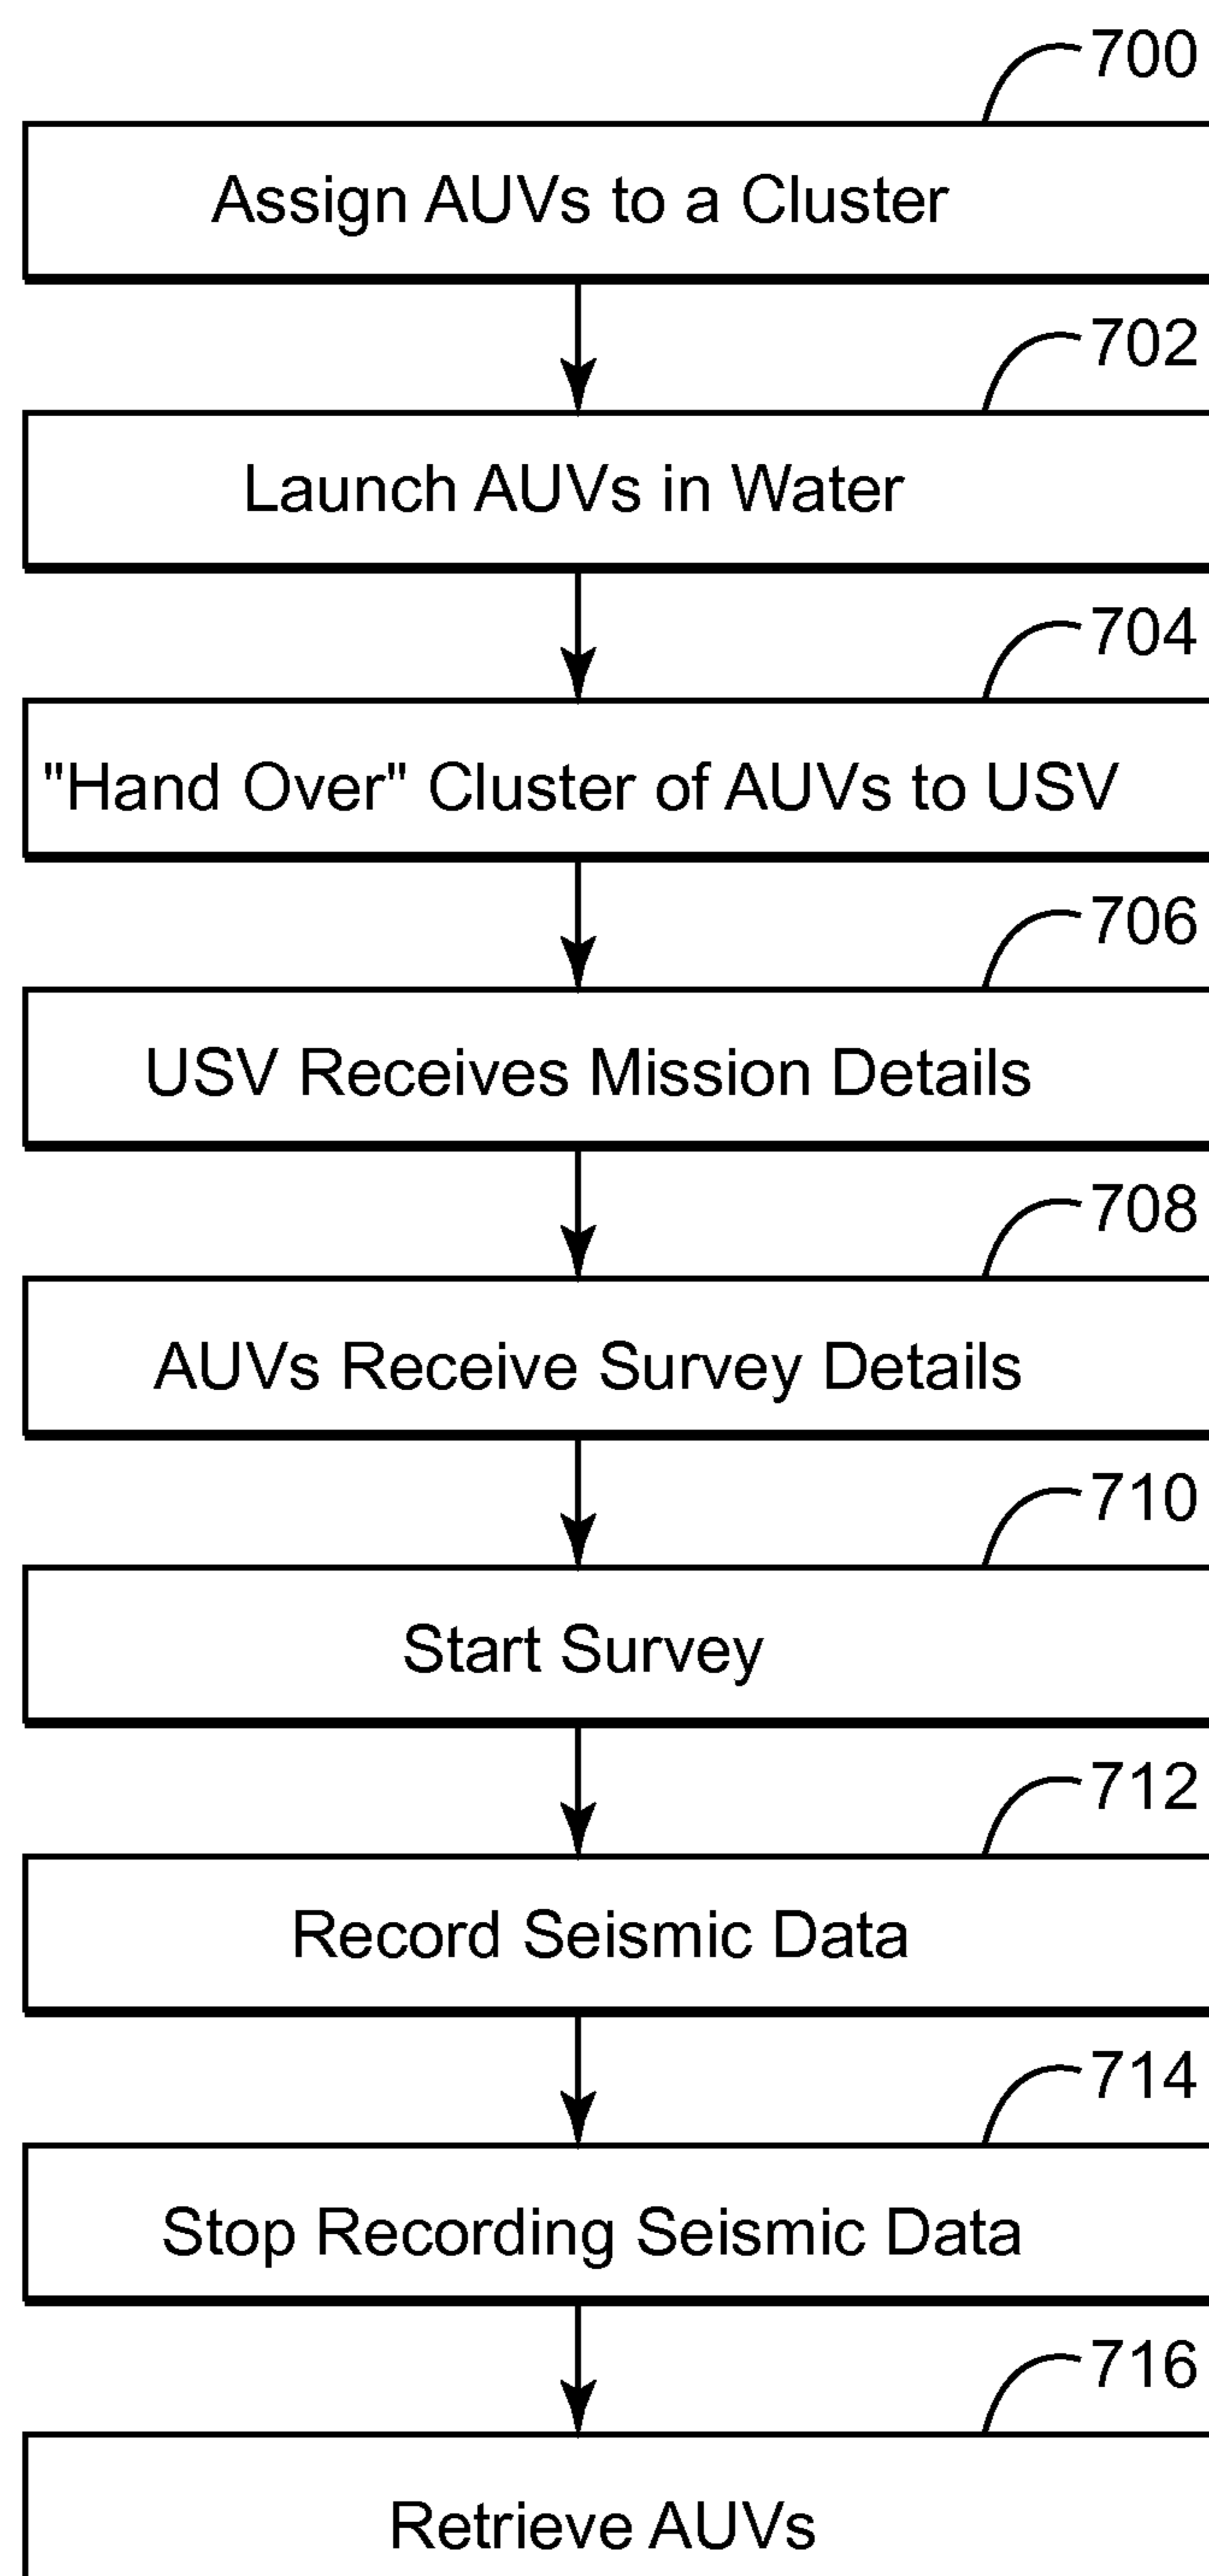 700
Assign AUVs to a Cluster
702
Launch AUVs in Water
704
"Hand Over" Cluster of AUVs to USV
706
USV Receives Mission Details
708
AUVs Receive Survey Details
710
Start Survey
712
Record Seismic Data
714
Stop Recording Seismic Data
716
Retrieve AUVs